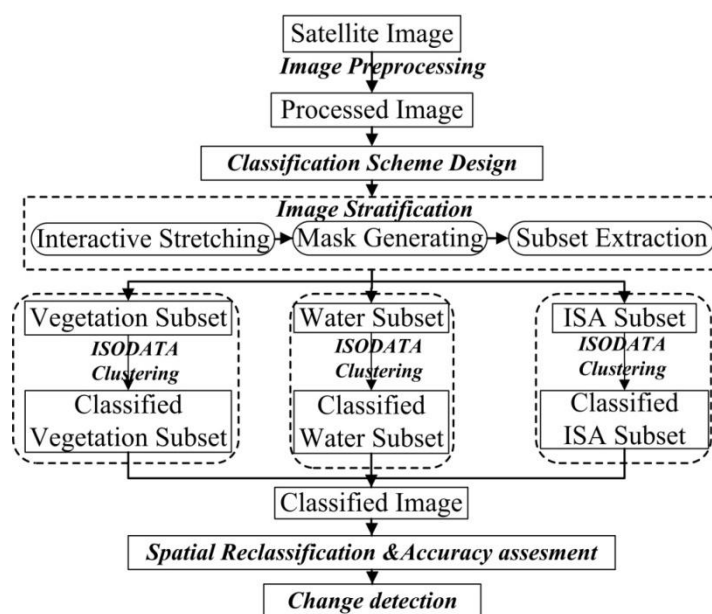 Satellite Image
Image Preprocessing
Processed Image
Classification Scheme Design
Image Stratification
Interactive Stretching
Mask Generating
Subset Extraction
Vegetation Subset
ISODATA
Clustering
Classified
Vegetation Subset
Water Subset
ISODATA
Clustering
Classified
Water Subset
ISA Subset
ISODATA
Clustering
Classified
ISA Subset
Classified Image
Spatial Reclassification &Accuracy assesment
Change detection